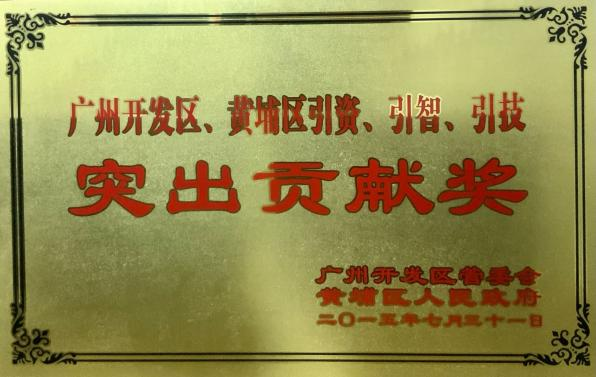 广州开发区、黄埔区引资、引智、引技
突出贡献奖
广州开发区管委会
黄埔区人民政府
二〇一五年七月三十一日